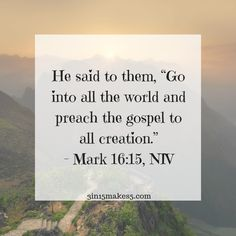 He said to them, “Go
into all the world and
preach the gospel to
all creation.”
- Mark 16:15, NIV
5in15makes5.com